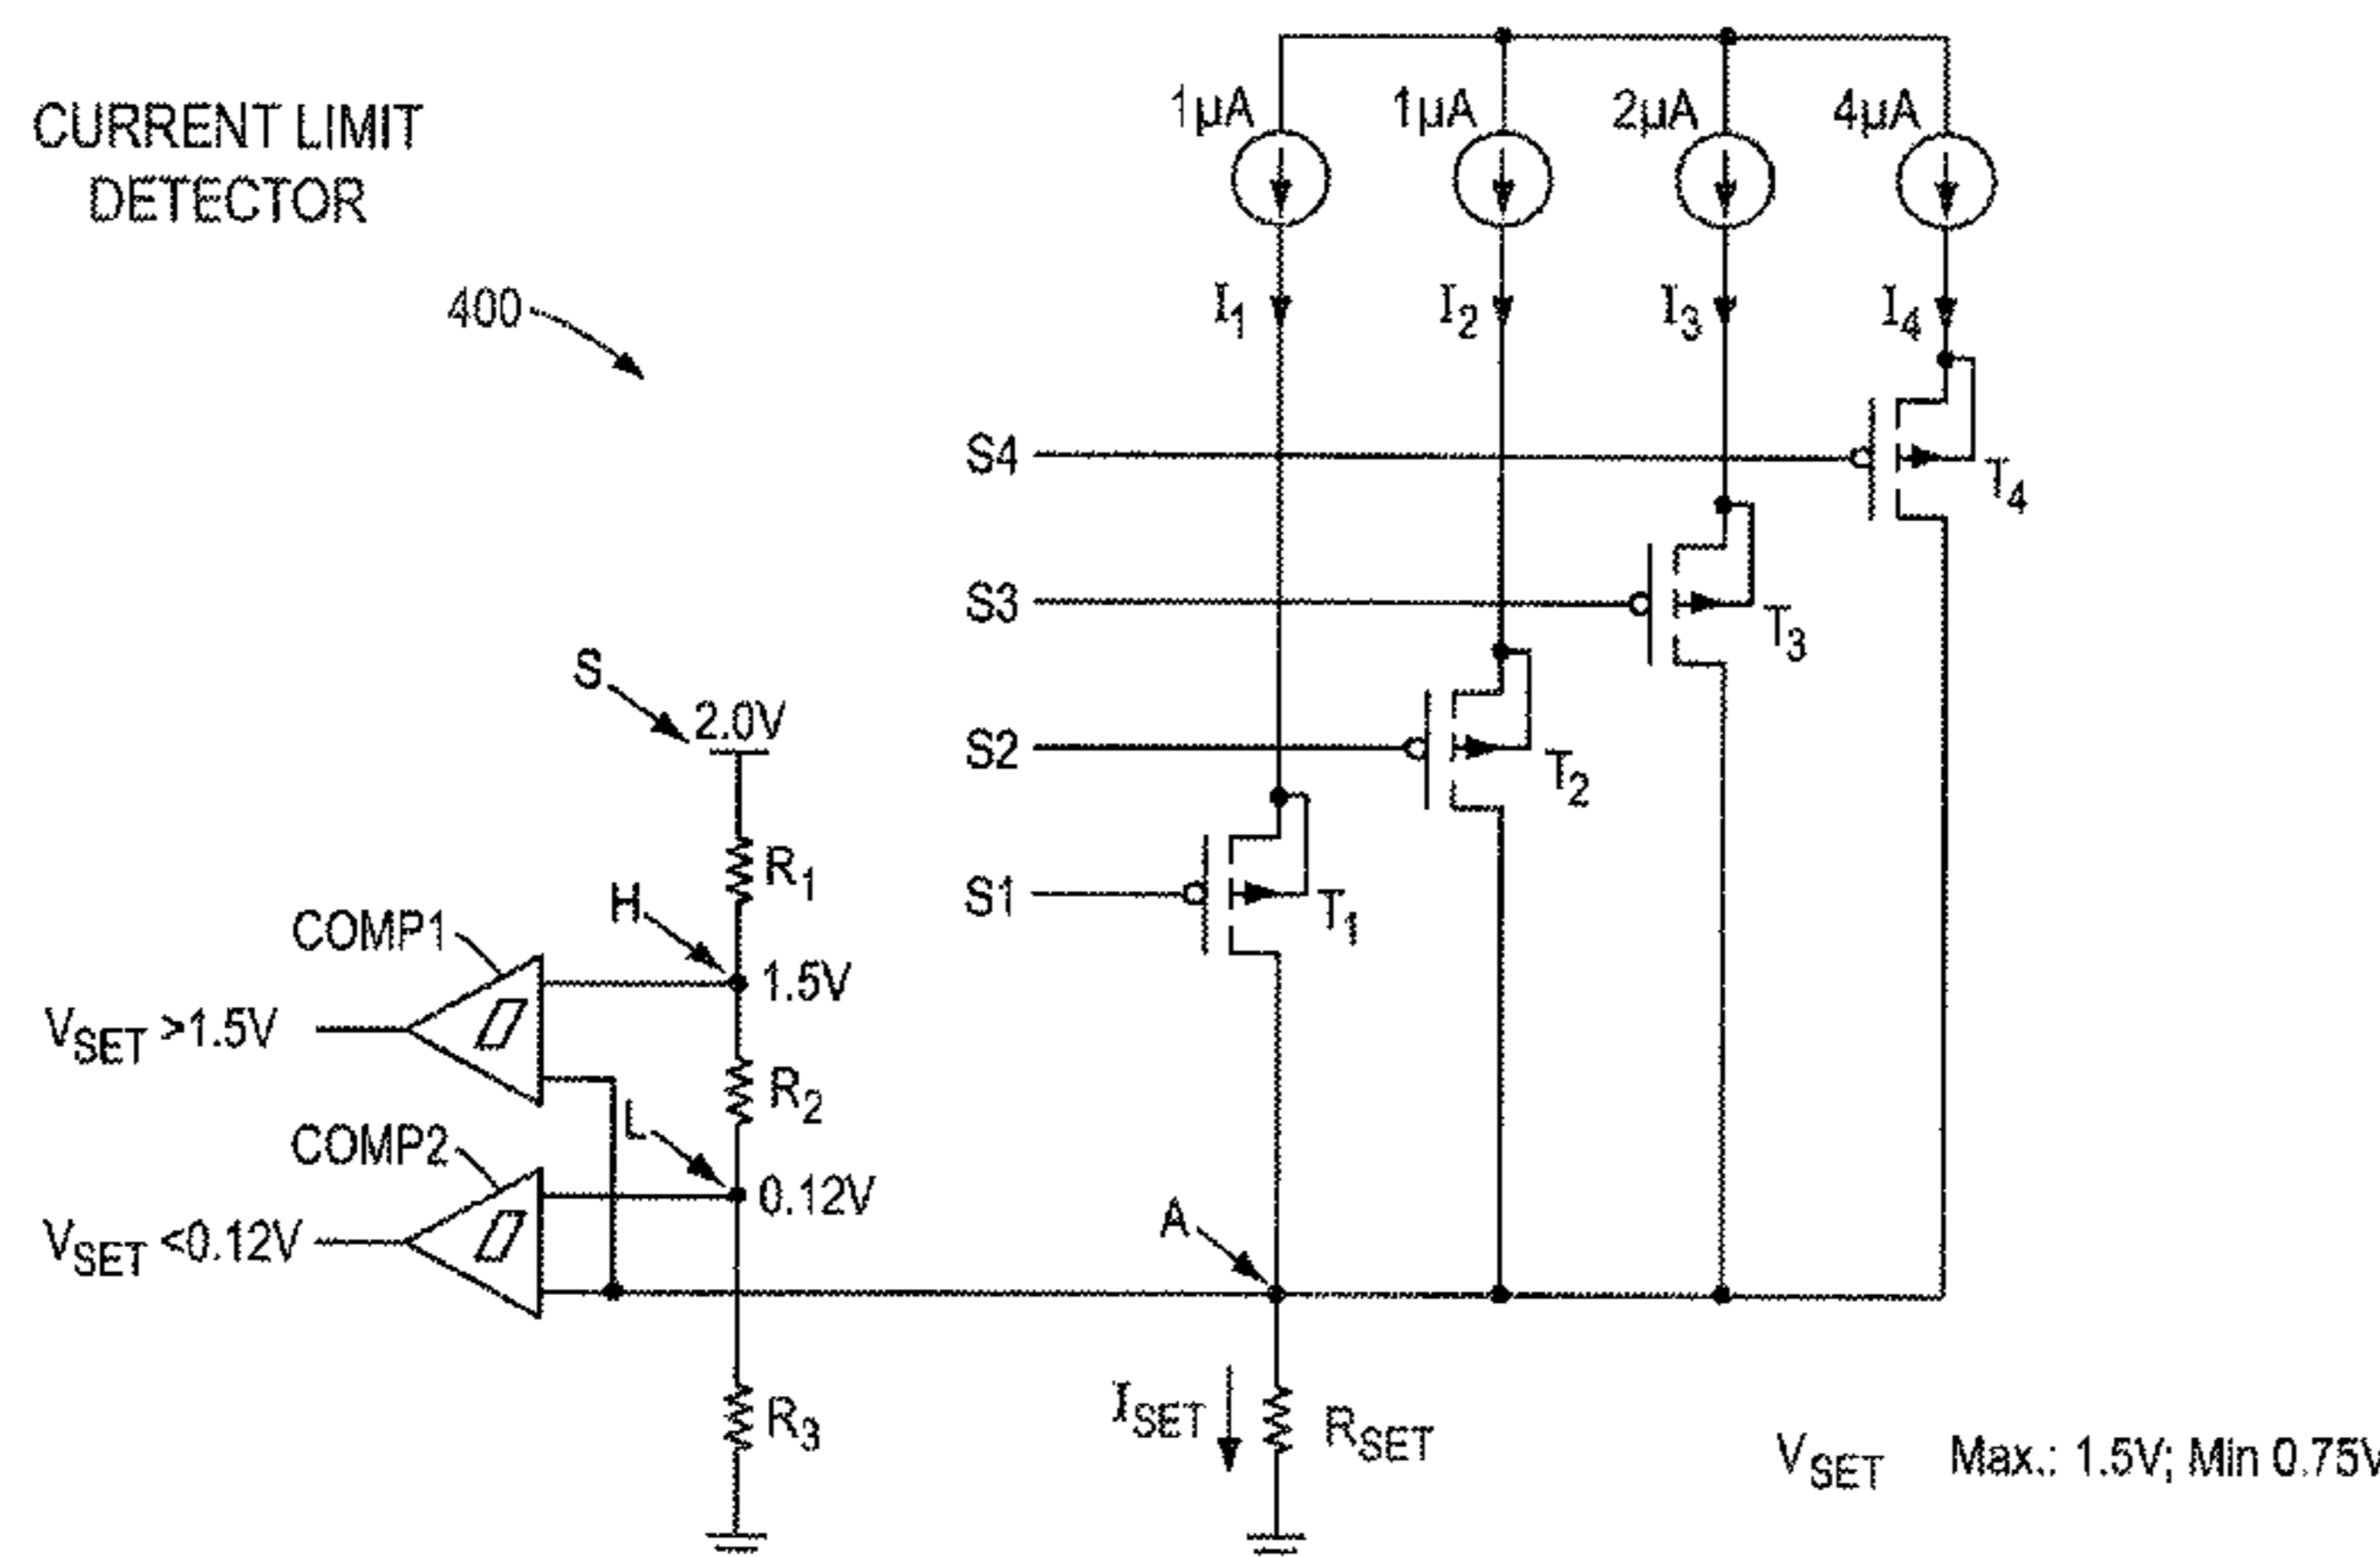 CURRENT LIMIT
DETECTOR
400
1µA
1µA
2µA
4µA
I1
I2
I3
I4
S4
T4
S3
T3
S2
T2
S1
T1
S
2.0V
R1
H
1.5V
COMP1
VSET >1.5V
R2
L
0.12V
COMP2
VSET <0.12V
A
R3
ISET
RSET
VSET Max.: 1.5V; Min 0.75V